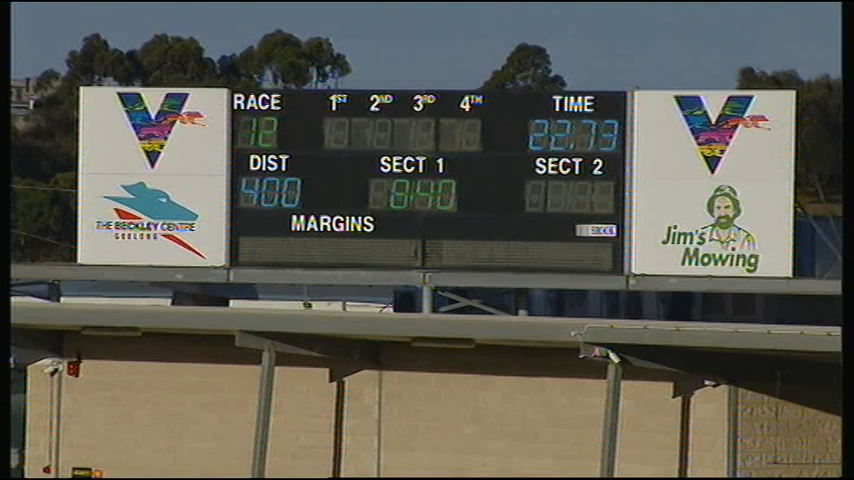 RACE 1ST 2ND 3RD 4TH TIME
12 22.73
DIST SECT 1 SECT 2
400 8.40
MARGINS
V
THE BECKLEY CENTRE
GEELONG
V
Jim's
Mowing